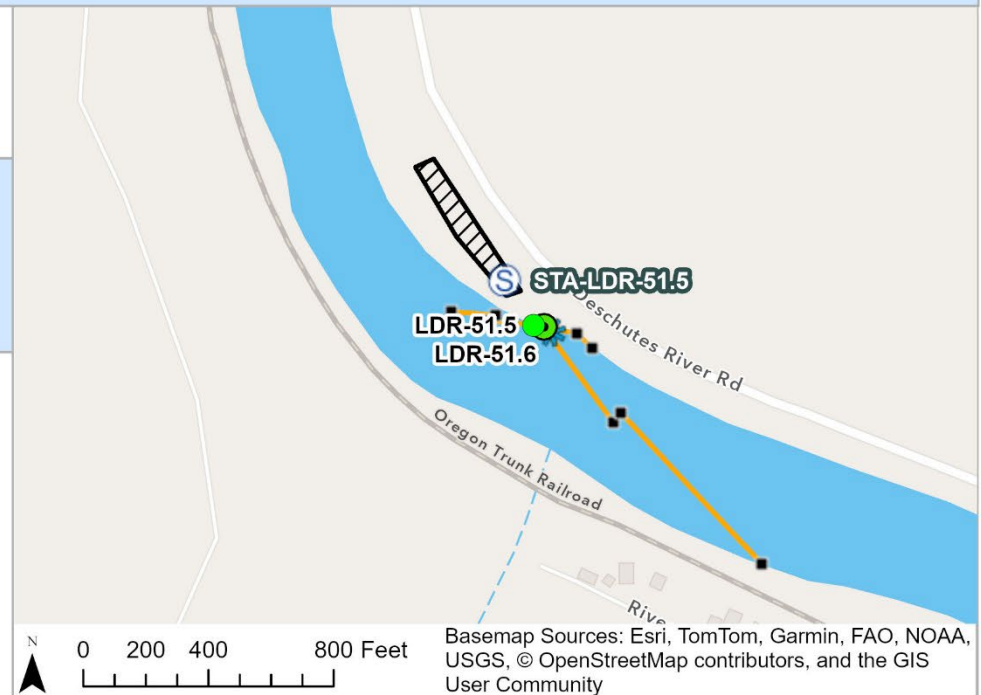 S STA-LDR-51.5
LDR-51.5
LDR-51.6
Deschutes River Rd
Oregon Trunk Railroad
Rive
N
0 200 400 800 Feet
Basemap Sources: Esri, TomTom, Garmin, FAO, NOAA,
USGS, © OpenStreetMap contributors, and the GIS
User Community